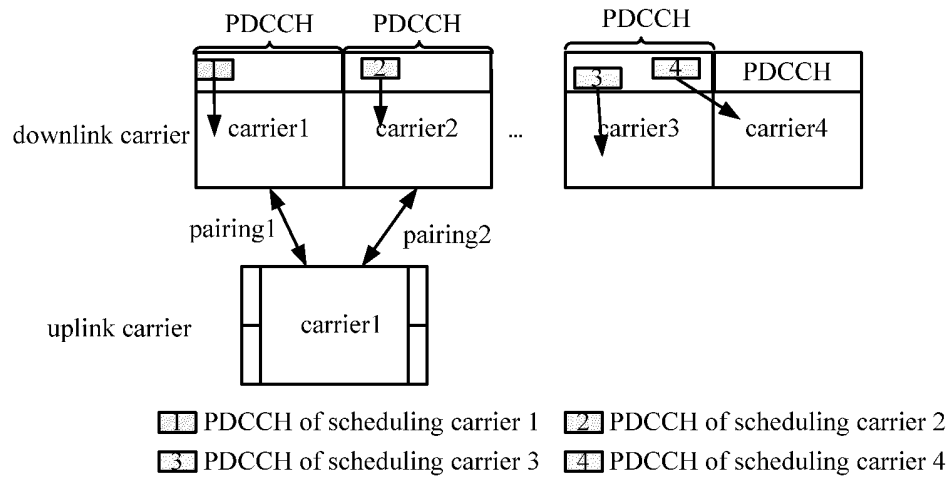 PDCCH PDCCH PDCCH
1 2 3 4 PDCCH
downlink carrier carrier1 carrier2 ... carrier3 carrier4
pairing1 pairing2
uplink carrier carrier1
1 PDCCH of scheduling carrier 1 2 PDCCH of scheduling carrier 2
3 PDCCH of scheduling carrier 3 4 PDCCH of scheduling carrier 4